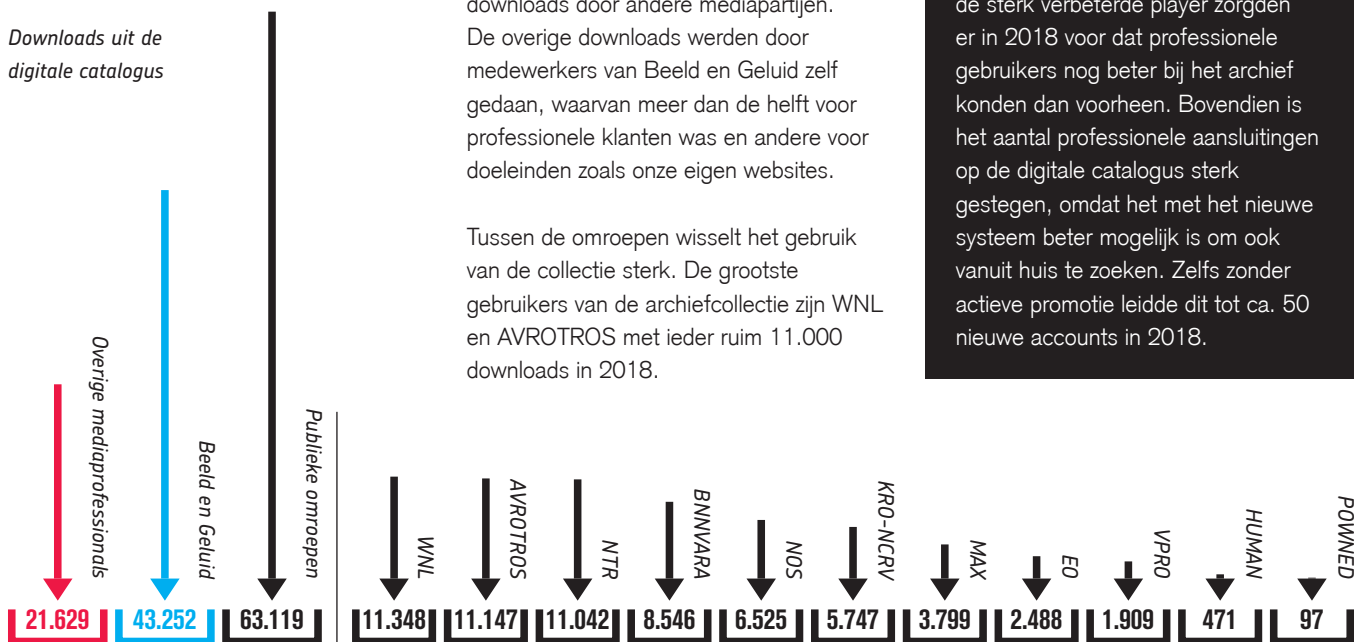 Downloads uit de
digitale catalogus
downloads door andere mediapartijen.
De overige downloads werden door
medewerkers van Beeld en Geluid zelf
gedaan, waarvan meer dan de helft voor
professionele klanten was en andere voor
doeleinden zoals onze eigen websites.
Tussen de omroepen wisselt het gebruik
van de collectie sterk. De grootste
gebruikers van de archiefcollectie zijn WNL
en AVROTROS met ieder ruim 11.000
downloads in 2018.
de sterk verbeterde player zorgden
er in 2018 voor dat professionele
gebruikers nog beter bij het archief
konden dan voorheen. Bovendien is
het aantal professionele aansluitingen
op de digitale catalogus sterk
gestegen, omdat het met het nieuwe
systeem beter mogelijk is om ook
vanuit huis te zoeken. Zelfs zonder
actieve promotie leidde dit tot ca. 50
nieuwe accounts in 2018.
Overige mediaprofessionals
21.629
Beeld en Geluid
43.252
Publieke omroepen
63.119
WNL
11.348
AVROTROS
11.147
NTR
11.042
BNNVARA
8.546
NOS
6.525
KRO-NCRV
5.747
MAX
3.799
EO
2.488
VPRO
1.909
HUMAN
471
POWNED
97